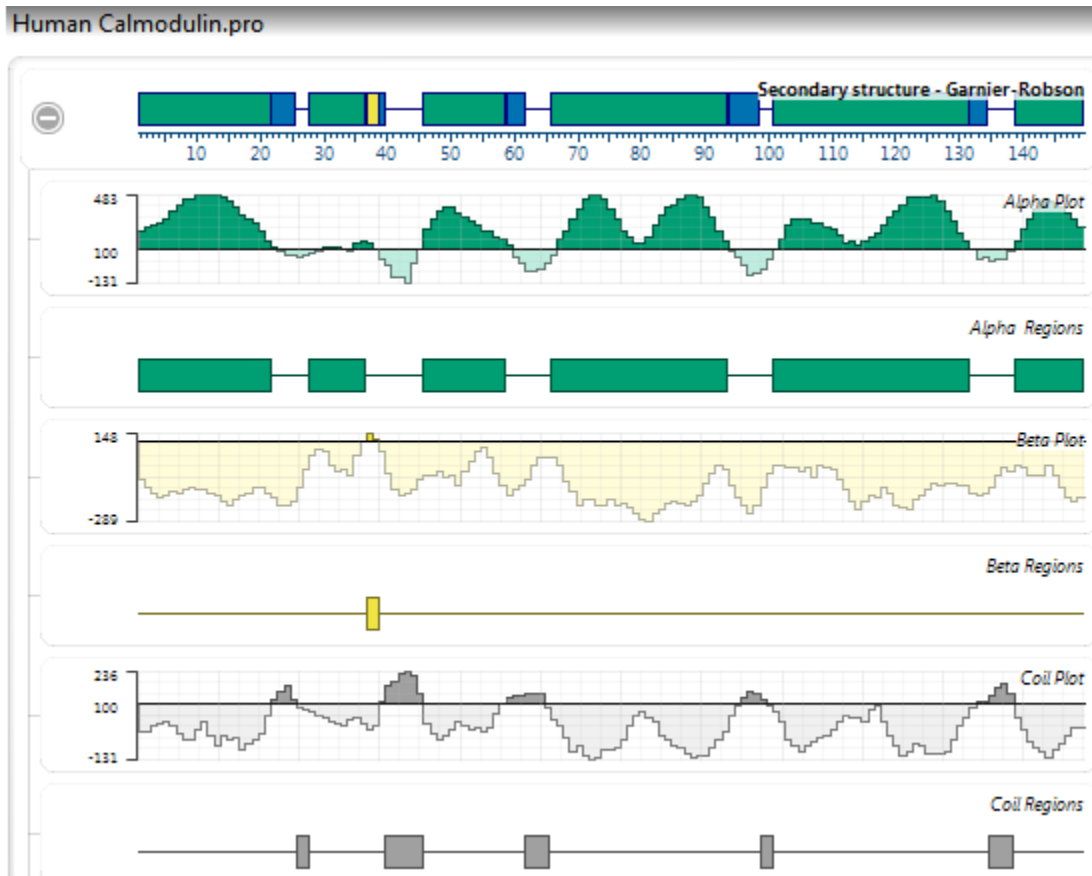 Human Calmodulin.pro
Secondary structure - Garnier-Robson
10 20 30 40 50 60 70 80 90 100 110 120 130 140
Alpha Plot
483
100
-131
Alpha Regions
Beta Plot
148
-289
Beta Regions
Coil Plot
236
100
-131
Coil Regions